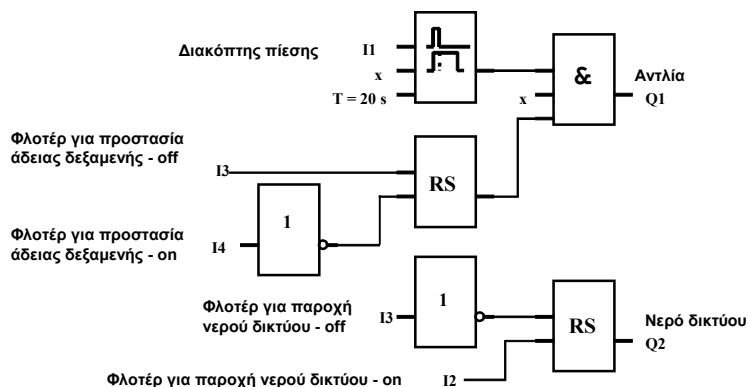 Διακόπτης πίεσης
I1
x
T = 20 s
&
x
Αντλία
Q1
Φλοτέρ για προστασία
άδειας δεξαμενής - off
I3
RS
Φλοτέρ για προστασία
άδειας δεξαμενής - on
I4
1
Φλοτέρ για παροχή
νερού δικτύου - off
I3
1
RS
Νερό δικτύου
Q2
Φλοτέρ για παροχή νερού δικτύου - on
I2